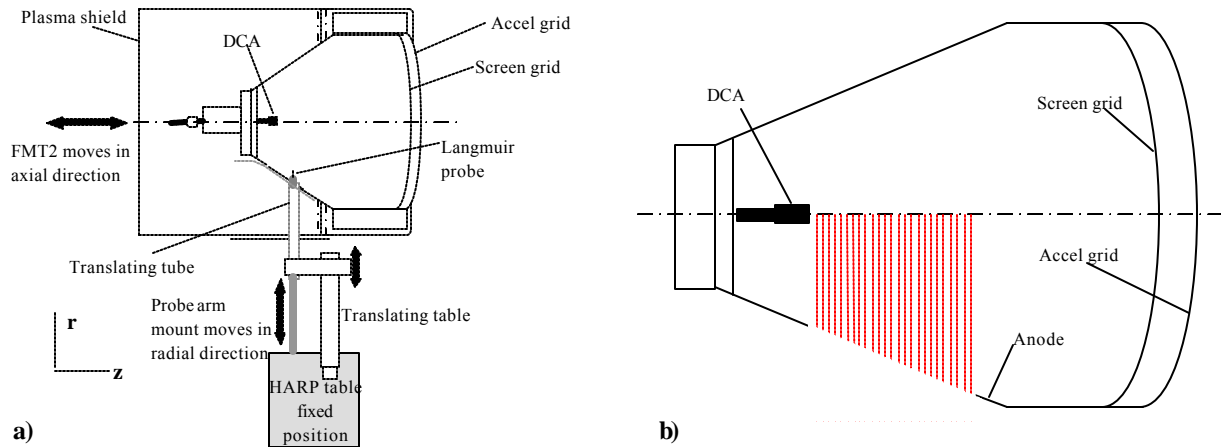 Plasma shield
DCA
Accel grid
Screen grid
FMT2 moves in
axial direction
Langmuir
probe
Translating tube
Probe arm
mount moves in
radial direction
Translating table
r
z
HARP table
fixed
position
a)
DCA
Screen grid
Accel grid
Anode
b)